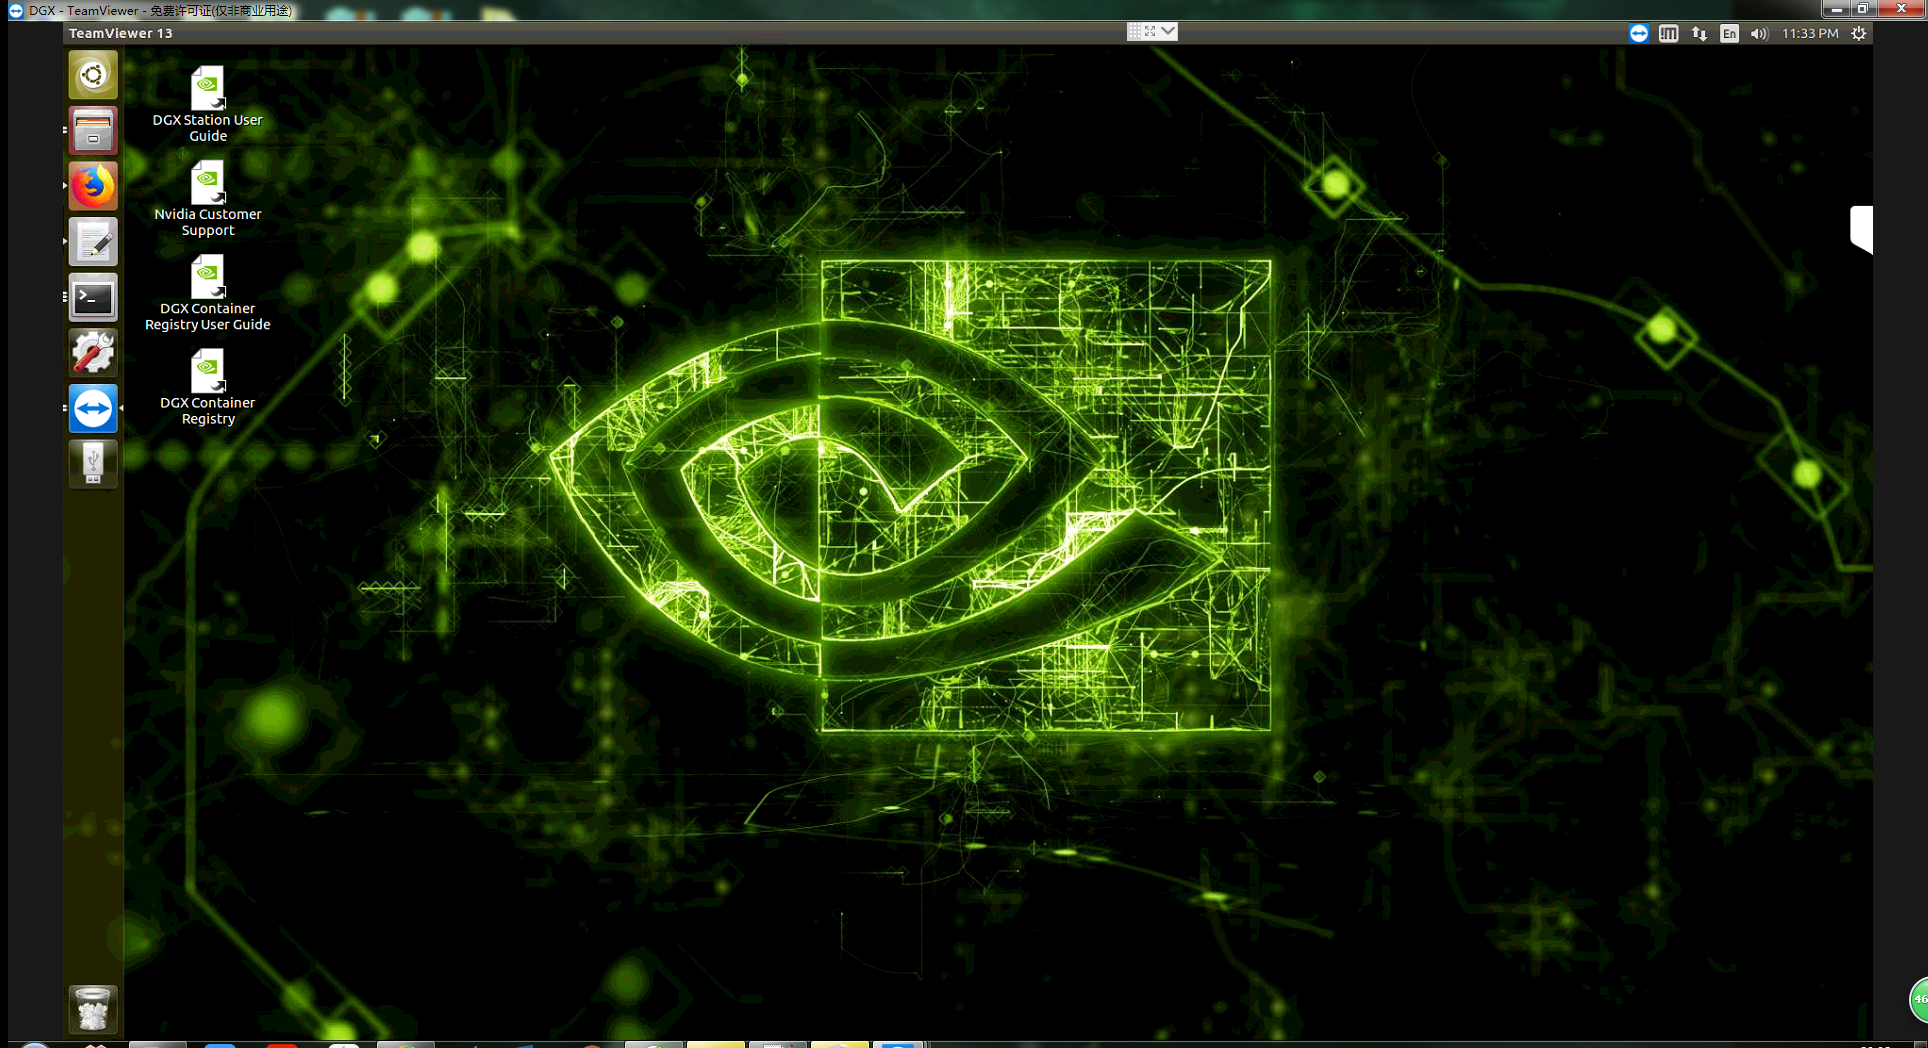 DGX - TeamViewer - 免费许可证(仅非商业用途)
TeamViewer 13
En
11:33 PM
DGX Station User
Guide
Nvidia Customer
Support
DGX Container
Registry User Guide
DGX Container
Registry
46